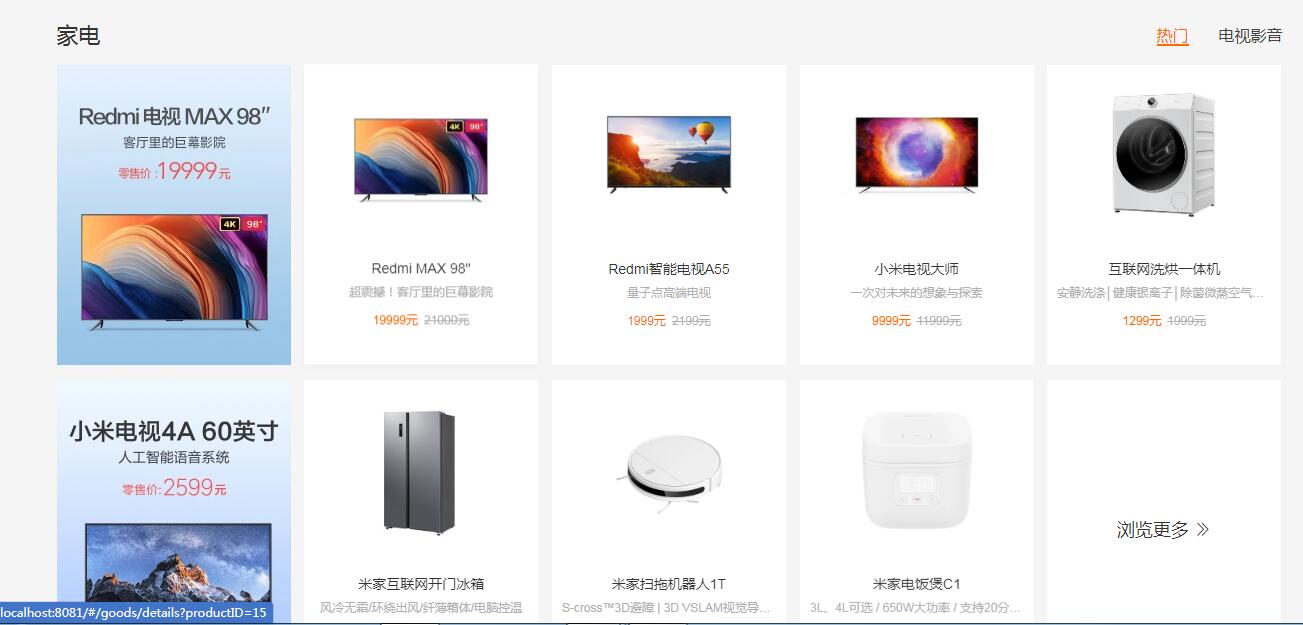 家电
热门
电视影音
Redmi 电视 MAX 98"
客厅里的巨幕影院
零售价 :19999元
4K 98"
4K 98"
Redmi MAX 98"
超震撼！客厅里的巨幕影院
19999元 21000元
Redmi智能电视A55
量子点高端电视
1999元 2199元
小米电视大师
一次对未来的想象与探索
9999元 11999元
互联网洗烘一体机
安静洗涤│健康银离子│除菌微蒸空气…
1299元 1999元
小米电视4A 60英寸
人工智能语音系统
零售价:2599元
米家互联网开门冰箱
风冷无霜/环绕出风/纤薄箱体/电脑控温
米家扫拖机器人1T
S-cross™3D避障 | 3D VSLAM视觉导…
米家电饭煲C1
3L、4L可选 / 650W大功率 / 支持20分…
浏览更多 »
localhost:8081/#/goods/details?productID=15